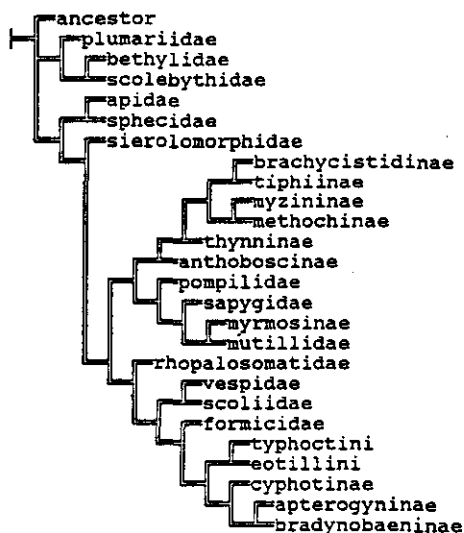 ancestor
plumariidae
bethylidae
scolebythidae
apidae
sphecidae
sierolomorphidae
brachycistidinae
tiphiinae
myzininae
methochinae
thynninae
anthoboscinae
pompilidae
sapygidae
myrmosinae
mutillidae
rhopalosomatidae
vespidae
scoliidae
formicidae
typhoctini
eotillini
cyphotinae
apterogyninae
bradynobaeninae